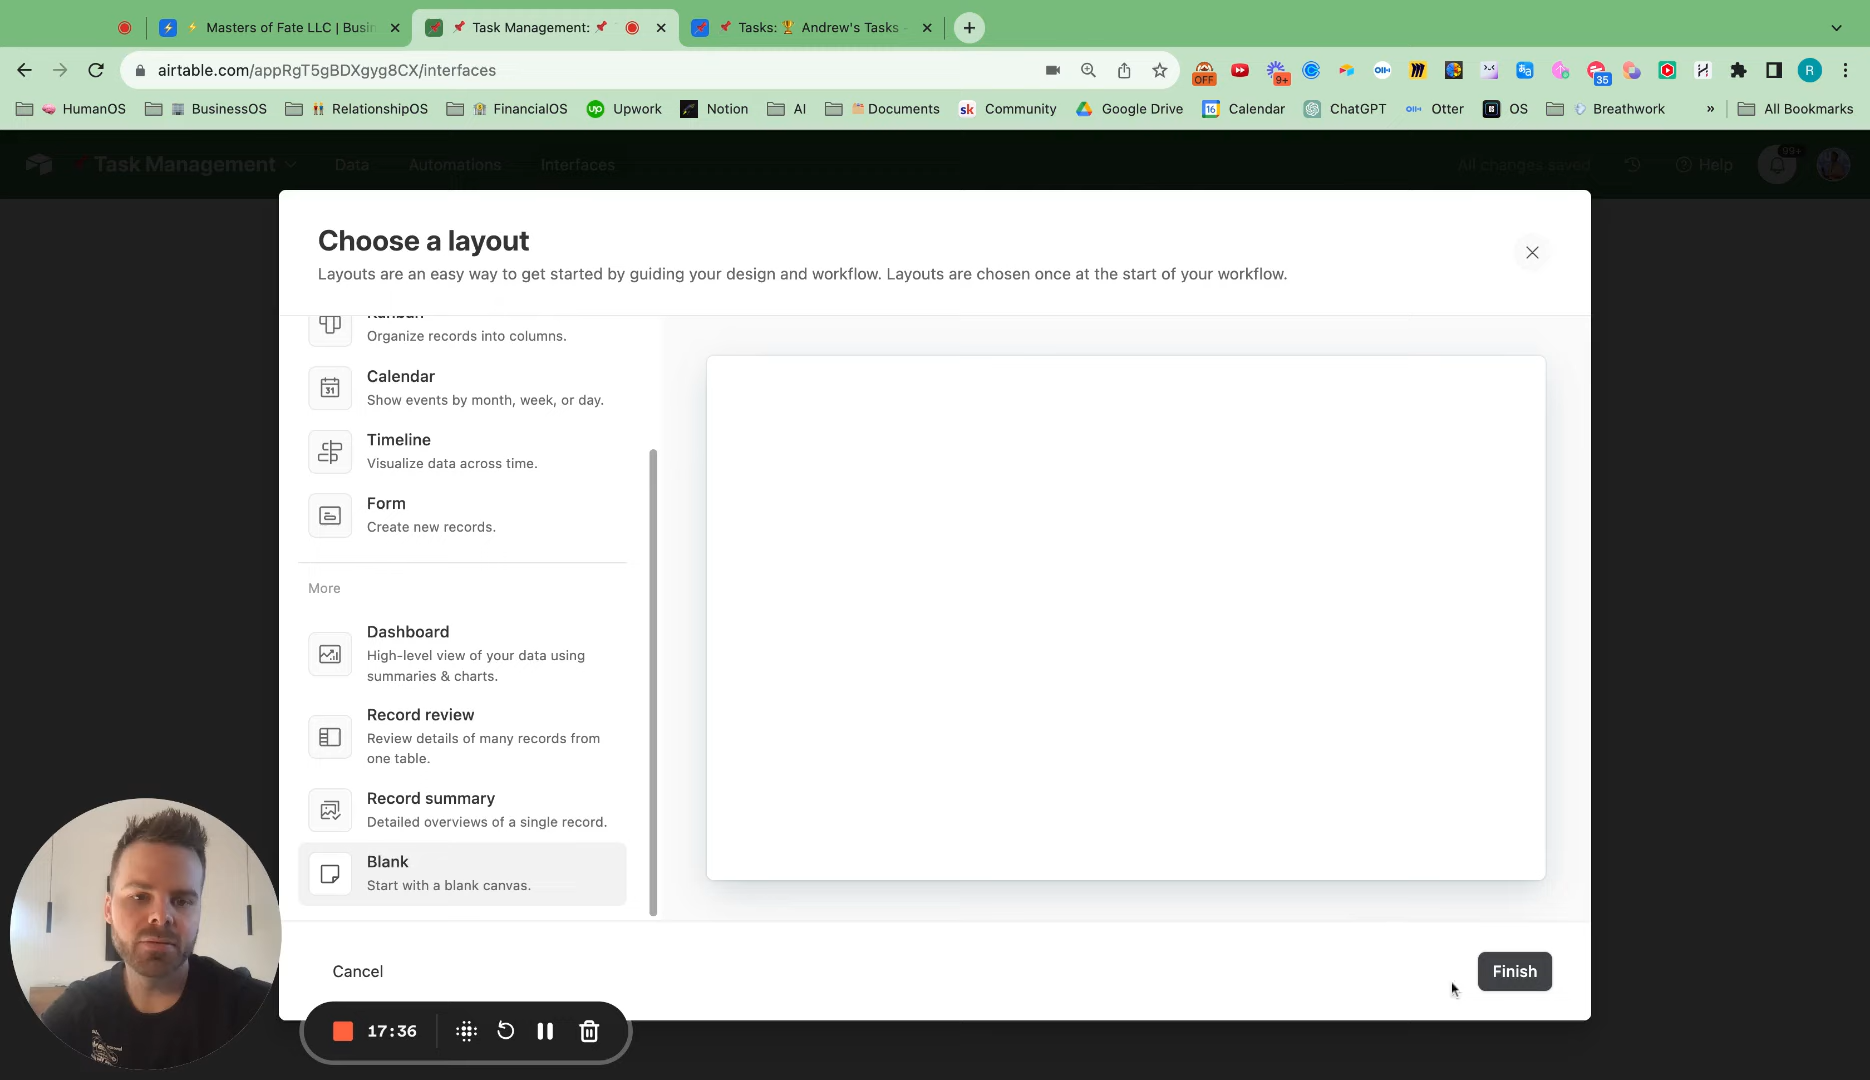 Masters of Fate LLC | Busin
Task Management:
Tasks: Andrew's Tasks -
airtable.com/appRgT5gBDXgyg8CX/interfaces
OFF
9+
35
R
HumanOS
BusinessOS
RelationshipOS
FinancialOS
Upwork
Notion
AI
Documents
Community
Google Drive
Calendar
ChatGPT
Otter
OS
Breathwork
»
All Bookmarks
Task Management
Data
Automations
Interfaces
All changes saved
Help
99+
Choose a layout
Layouts are an easy way to get started by guiding your design and workflow. Layouts are chosen once at the start of your workflow.
Kanban
Organize records into columns.
Calendar
Show events by month, week, or day.
Timeline
Visualize data across time.
Form
Create new records.
More
Dashboard
High-level view of your data using
summaries & charts.
Record review
Review details of many records from
one table.
Record summary
Detailed overviews of a single record.
Blank
Start with a blank canvas.
Cancel
Finish
17:36